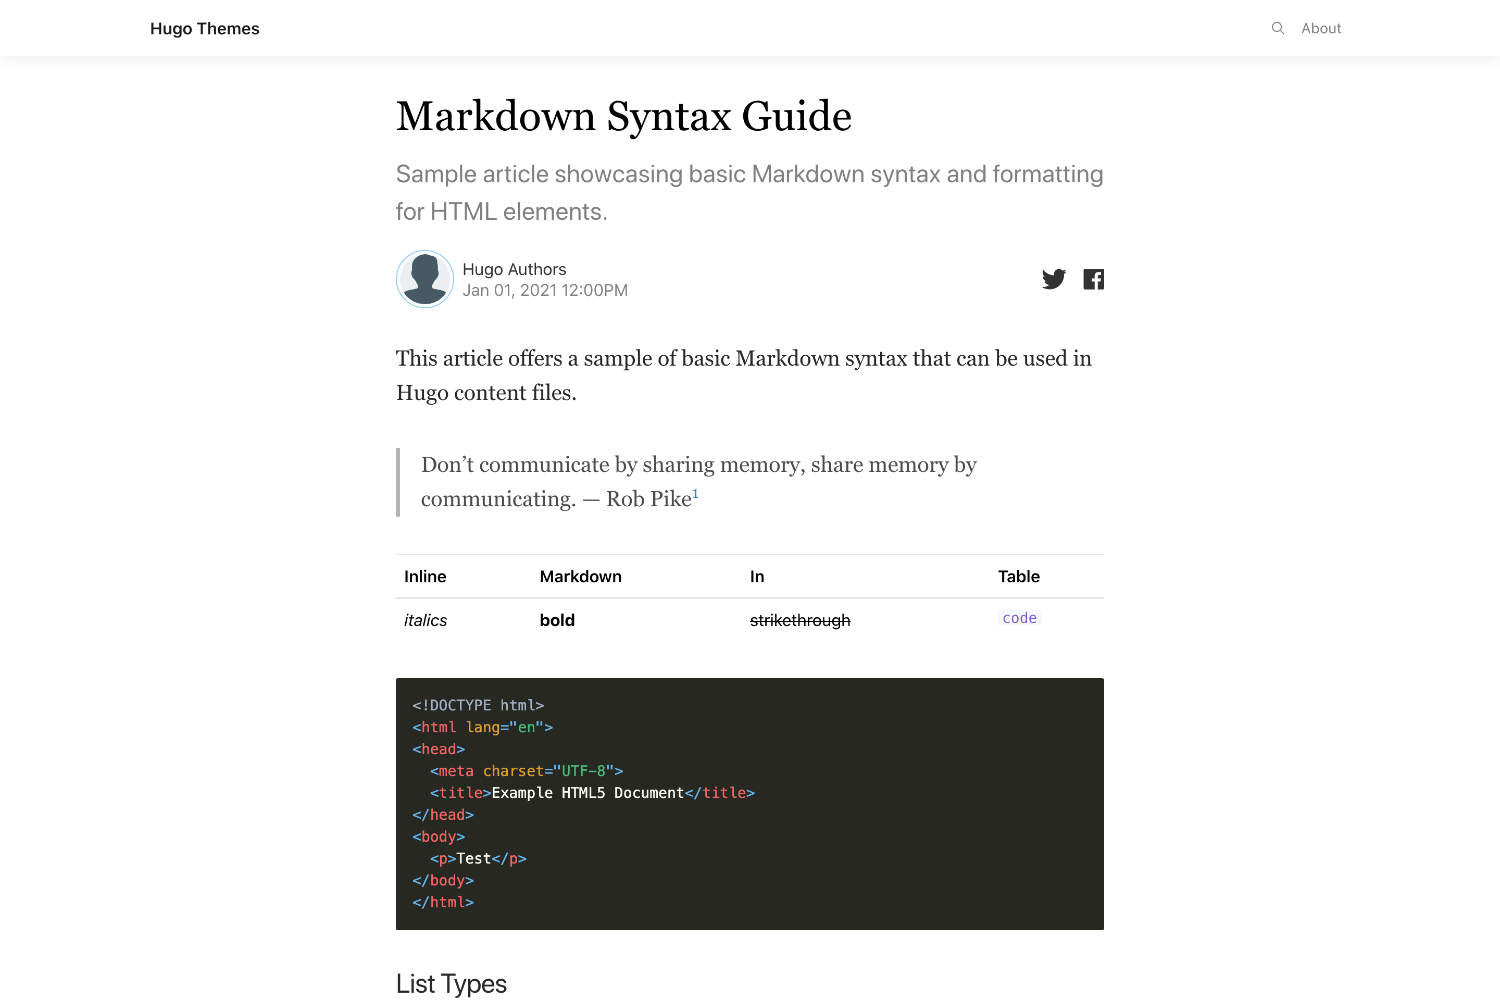 Hugo Themes
About
Markdown Syntax Guide
Sample article showcasing basic Markdown syntax and formatting
for HTML elements.
Hugo Authors
Jan 01, 2021 12:00PM
This article offers a sample of basic Markdown syntax that can be used in
Hugo content files.
Don’t communicate by sharing memory, share memory by
communicating. — Rob Pike1
Inline Markdown In Table
italics bold strikethrough code
<!DOCTYPE html>
<html lang="en">
<head>
  <meta charset="UTF-8">
  <title>Example HTML5 Document</title>
</head>
<body>
  <p>Test</p>
</body>
</html>
List Types